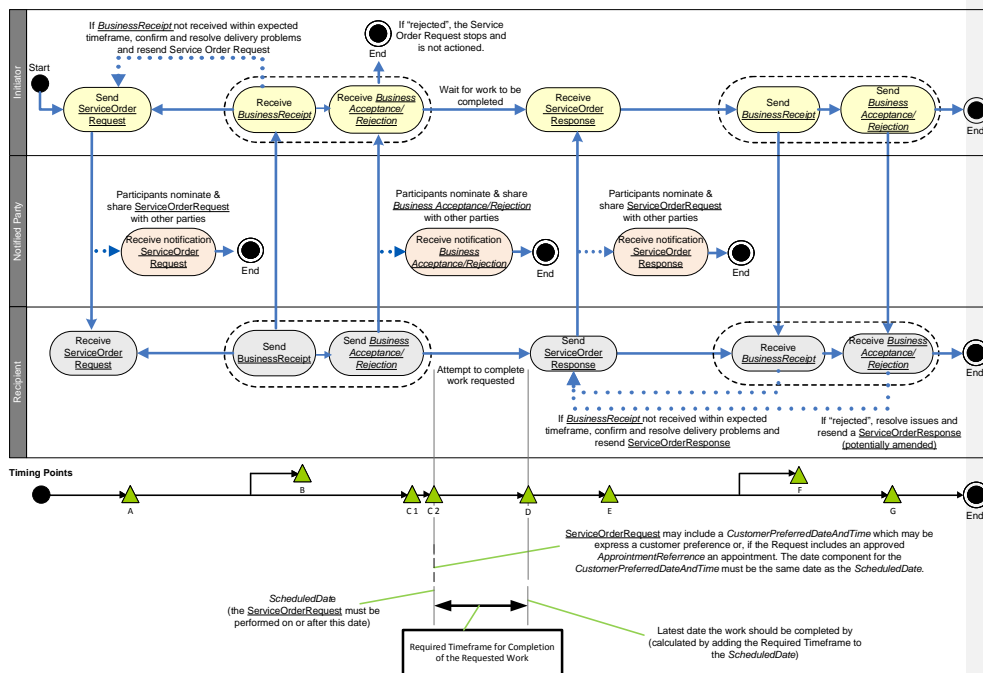 Initiator
If BusinessReceipt not received within expected
timeframe, confirm and resolve delivery problems
and resend Service Order Request
If “rejected”, the Service
Order Request stops and
is not actioned.
End
Start
Send
ServiceOrder
Request
Receive
BusinessReceipt
Receive Business
Acceptance/
Rejection
Wait for work to be
completed
Receive
ServiceOrder
Response
Send
BusinessReceipt
Send
Business
Acceptance/
Rejection
End
Notified Party
Participants nominate &
share ServiceOrderRequest
with other parties
Receive notification
ServiceOrder
Request
End
Participants nominate & share
Business Acceptance/Rejection
with other parties
Receive notification
Business
Acceptance/Rejection
End
Participants nominate &
share ServiceOrderRequest
with other parties
Receive notification
ServiceOrder
Response
End
Recipient
Receive
ServiceOrder
Request
Send
BusinessReceipt
Send Business
Acceptance/
Rejection
Attempt to complete
work requested
Send
ServiceOrder
Response
Receive
BusinessReceipt
Receive Business
Acceptance/
Rejection
End
If BusinessReceipt not received within expected
timeframe, confirm and resolve delivery problems and
resend ServiceOrderResponse
If “rejected”, resolve issues and
resend a ServiceOrderResponse
(potentially amended)
Timing Points
A
B
C 1
C 2
D
E
F
G
End
ServiceOrderRequest may include a CustomerPreferredDateAndTime which may be
express a customer preference or, if the Request includes an approved
ApprointmentReferrence an appointment. The date component for the
CustomerPreferredDateAndTime must be the same date as the ScheduledDate.
ScheduledDate
(the ServiceOrderRequest must be
performed on or after this date)
Required Timeframe for Completion
of the Requested Work
Latest date the work should be completed by
(calculated by adding the Required Timeframe to
the ScheduledDate)